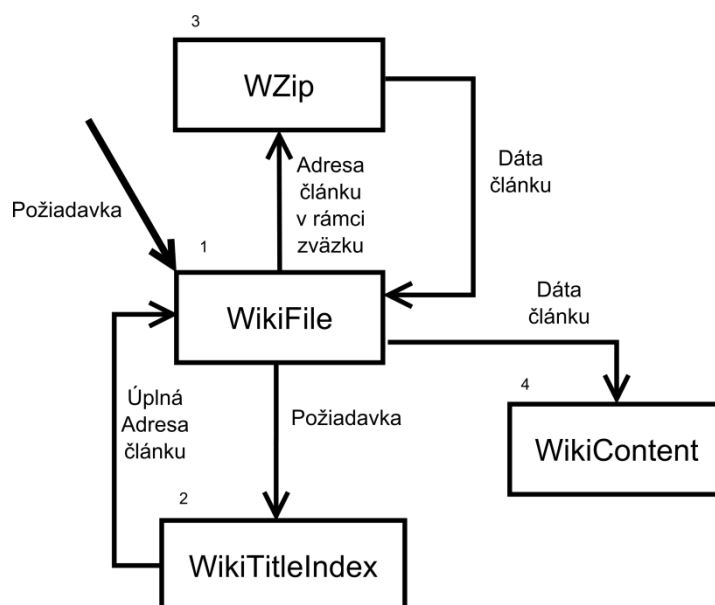 3
WZip
Adresa
článku
v rámci
zväzku
Dáta
článku
Požiadavka
1
WikiFile
Dáta
článku
Úplná
Adresa
článku
Požiadavka
4
WikiContent
2
WikiTitleIndex